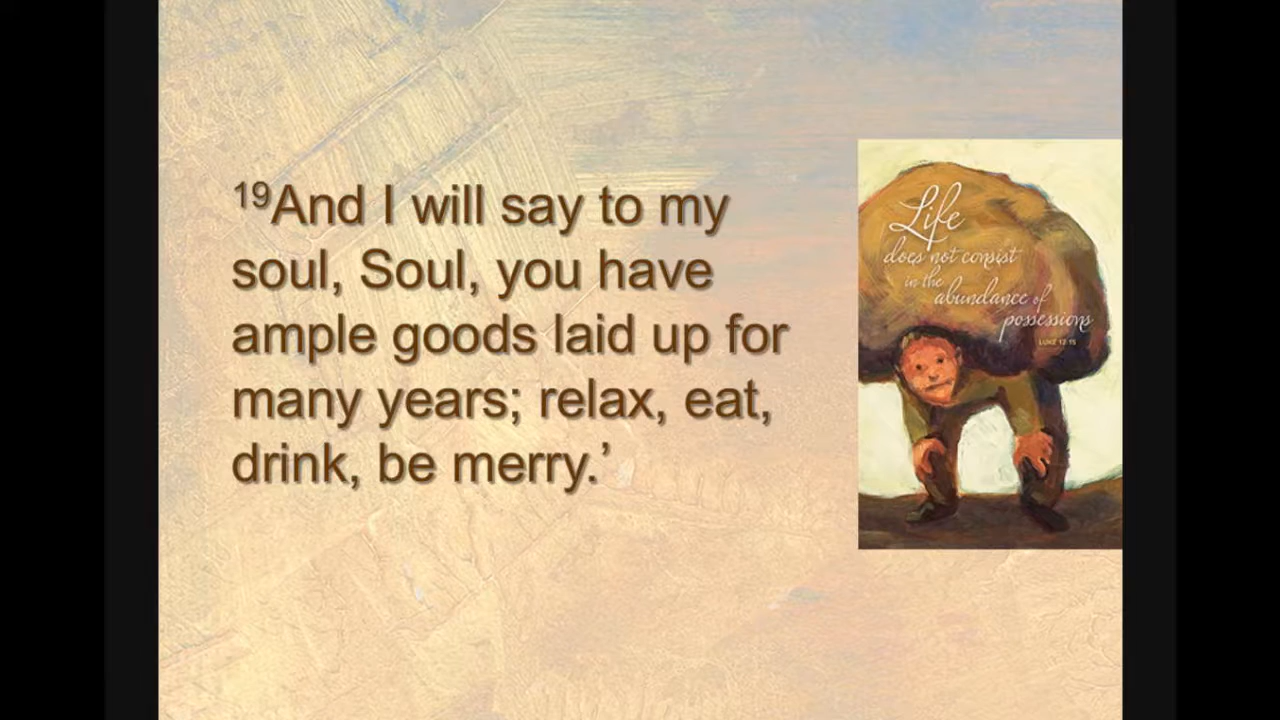 ¹⁹And I will say to my
soul, Soul, you have
ample goods laid up for
many years; relax, eat,
drink, be merry.’
Life
does not consist
in the
abundance of
possessions
LUKE 12:15